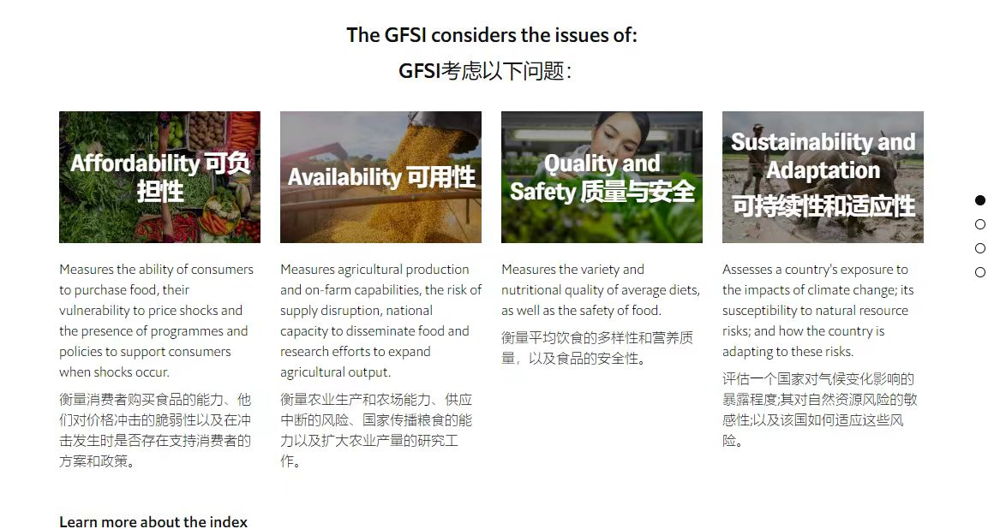 The GFSI considers the issues of:
GFSI考虑以下问题：
Affordability 可负
担性
Measures the ability of consumers
to purchase food, their
vulnerability to price shocks and
the presence of programmes and
policies to support consumers
when shocks occur.
衡量消费者购买食品的能力、他
们对价格冲击的脆弱性以及在冲
击发生时是否存在支持消费者的
方案和政策。
Availability 可用性
Measures agricultural production
and on-farm capabilities, the risk of
supply disruption, national
capacity to disseminate food and
research efforts to expand
agricultural output.
衡量农业生产和农场能力、供应
中断的风险、国家传播粮食的能
力以及扩大农业产量的研究工
作。
Quality and
Safety 质量与安全
Measures the variety and
nutritional quality of average diets,
as well as the safety of food.
衡量平均饮食的多样性和营养质
量，以及食品的安全性。
Sustainability and
Adaptation
可持续性和适应性
Assesses a country's exposure to
the impacts of climate change; its
susceptibility to natural resource
risks; and how the country is
adapting to these risks.
评估一个国家对气候变化影响的
暴露程度;其对自然资源风险的敏
感性;以及该国如何适应这些风
险。
Learn more about the index